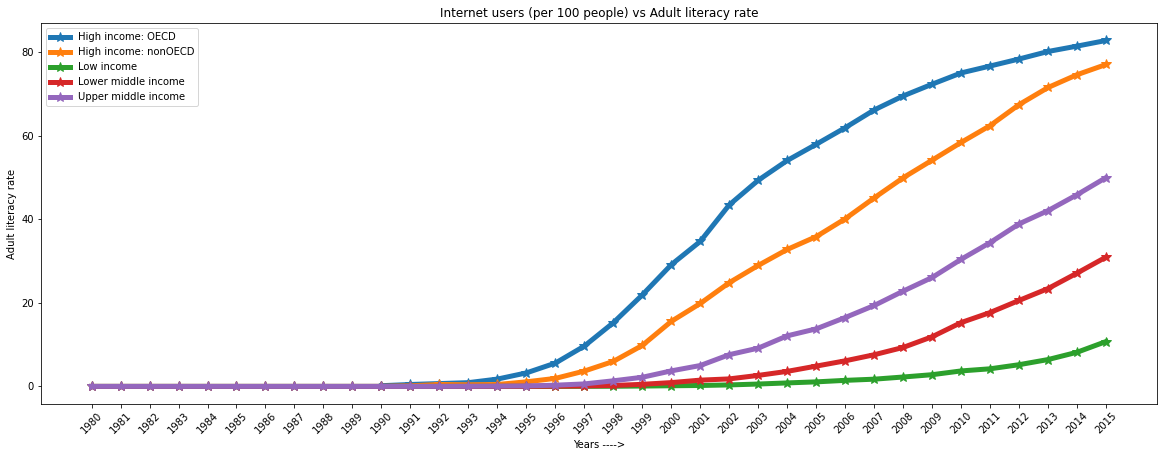 Internet users (per 100 people) vs Adult literacy rate
High income: OECD
High income: nonOECD
Low income
Lower middle income
Upper middle income
Adult literacy rate
80
60
40
20
0
1980 1981 1982 1983 1984 1985 1986 1987 1988 1989 1990 1991 1992 1993 1994 1995 1996 1997 1998 1999 2000 2001 2002 2003 2004 2005 2006 2007 2008 2009 2010 2011 2012 2013 2014 2015
Years ---->